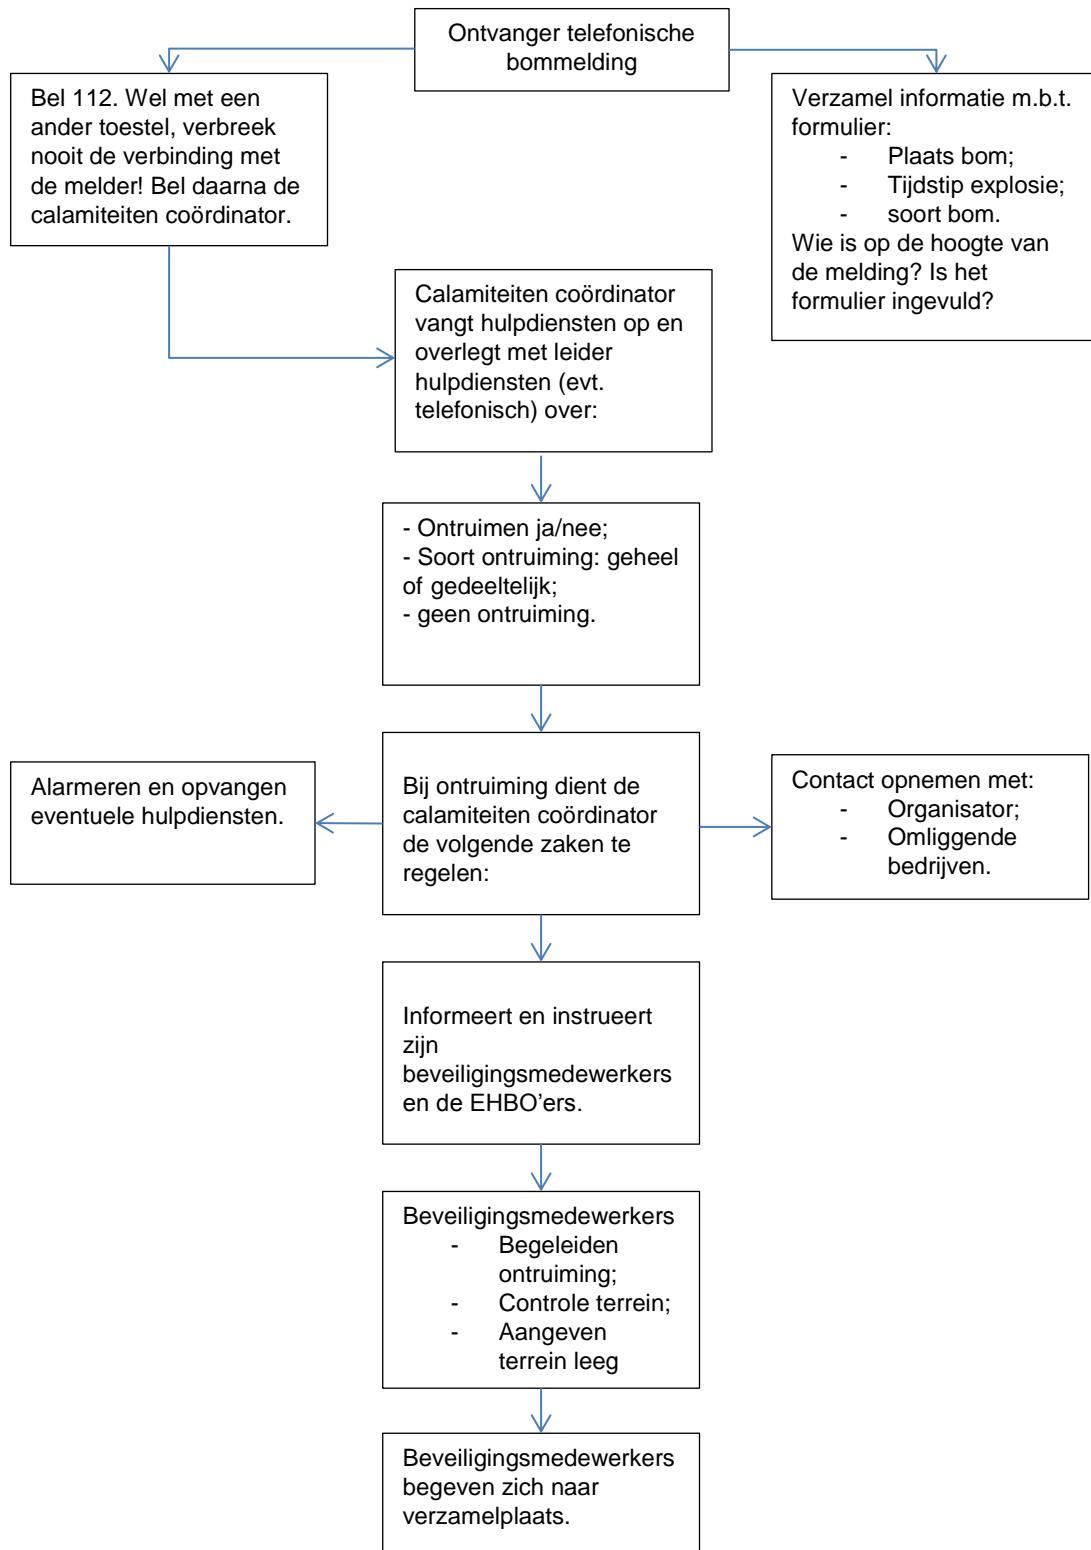 Ontvanger telefonische
bommelding
Bel 112. Wel met een
ander toestel, verbreek
nooit de verbinding met
de melder! Bel daarna de
calamiteiten coördinator.
Verzamel informatie m.b.t.
formulier:
- Plaats bom;
- Tijdstip explosie;
- soort bom.
Wie is op de hoogte van
de melding? Is het
formulier ingevuld?
Calamiteiten coördinator
vangt hulpdiensten op en
overlegt met leider
hulpdiensten (evt.
telefonisch) over:
- Ontruimen ja/nee;
- Soort ontruiming: geheel
of gedeeltelijk;
- geen ontruiming.
Alarmeren en opvangen
eventuele hulpdiensten.
Bij ontruiming dient de
calamiteiten coördinator
de volgende zaken te
regelen:
Contact opnemen met:
- Organisator;
- Omliggende
bedrijven.
Informeert en instrueert
zijn
beveiligingsmedewerkers
en de EHBO’ers.
Beveiligingsmedewerkers
- Begeleiden
ontruiming;
- Controle terrein;
- Aangeven
terrein leeg
Beveiligingsmedewerkers
begeven zich naar
verzamelplaats.